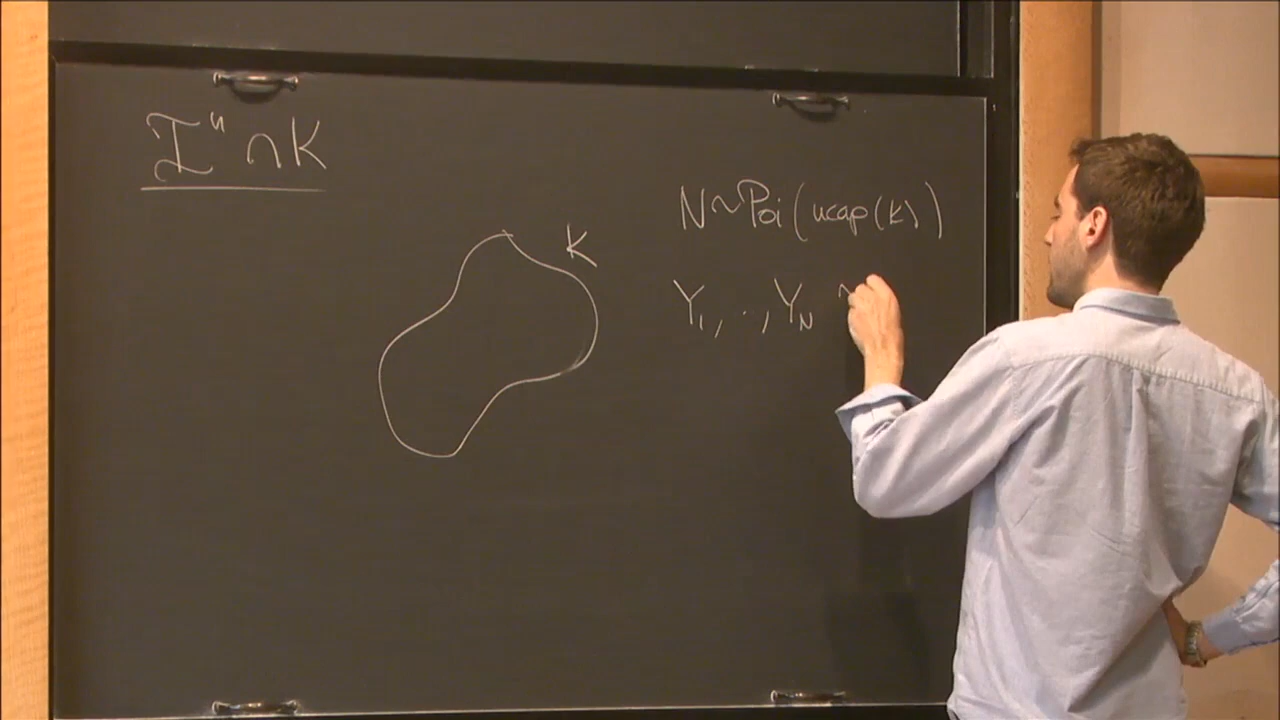 I^u ∩ K
N ~ Poi(ucap(K))
K
Y_1, .., Y_N ~